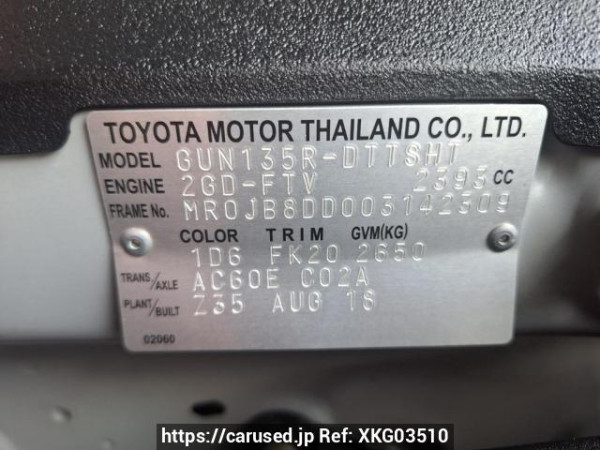 TOYOTA MOTOR THAILAND CO., LTD.
MODEL GUN135R-DTTSHT
ENGINE 2GD-FTV 2393 CC
FRAME No. MR0JB8DD003142309
COLOR TRIM GVM(KG)
1D6 FK20 2650
TRANS/AXLE AC60E C02A
PLANT/BUILT Z35 AUG 18
02060
https://carused.jp Ref: XKG03510